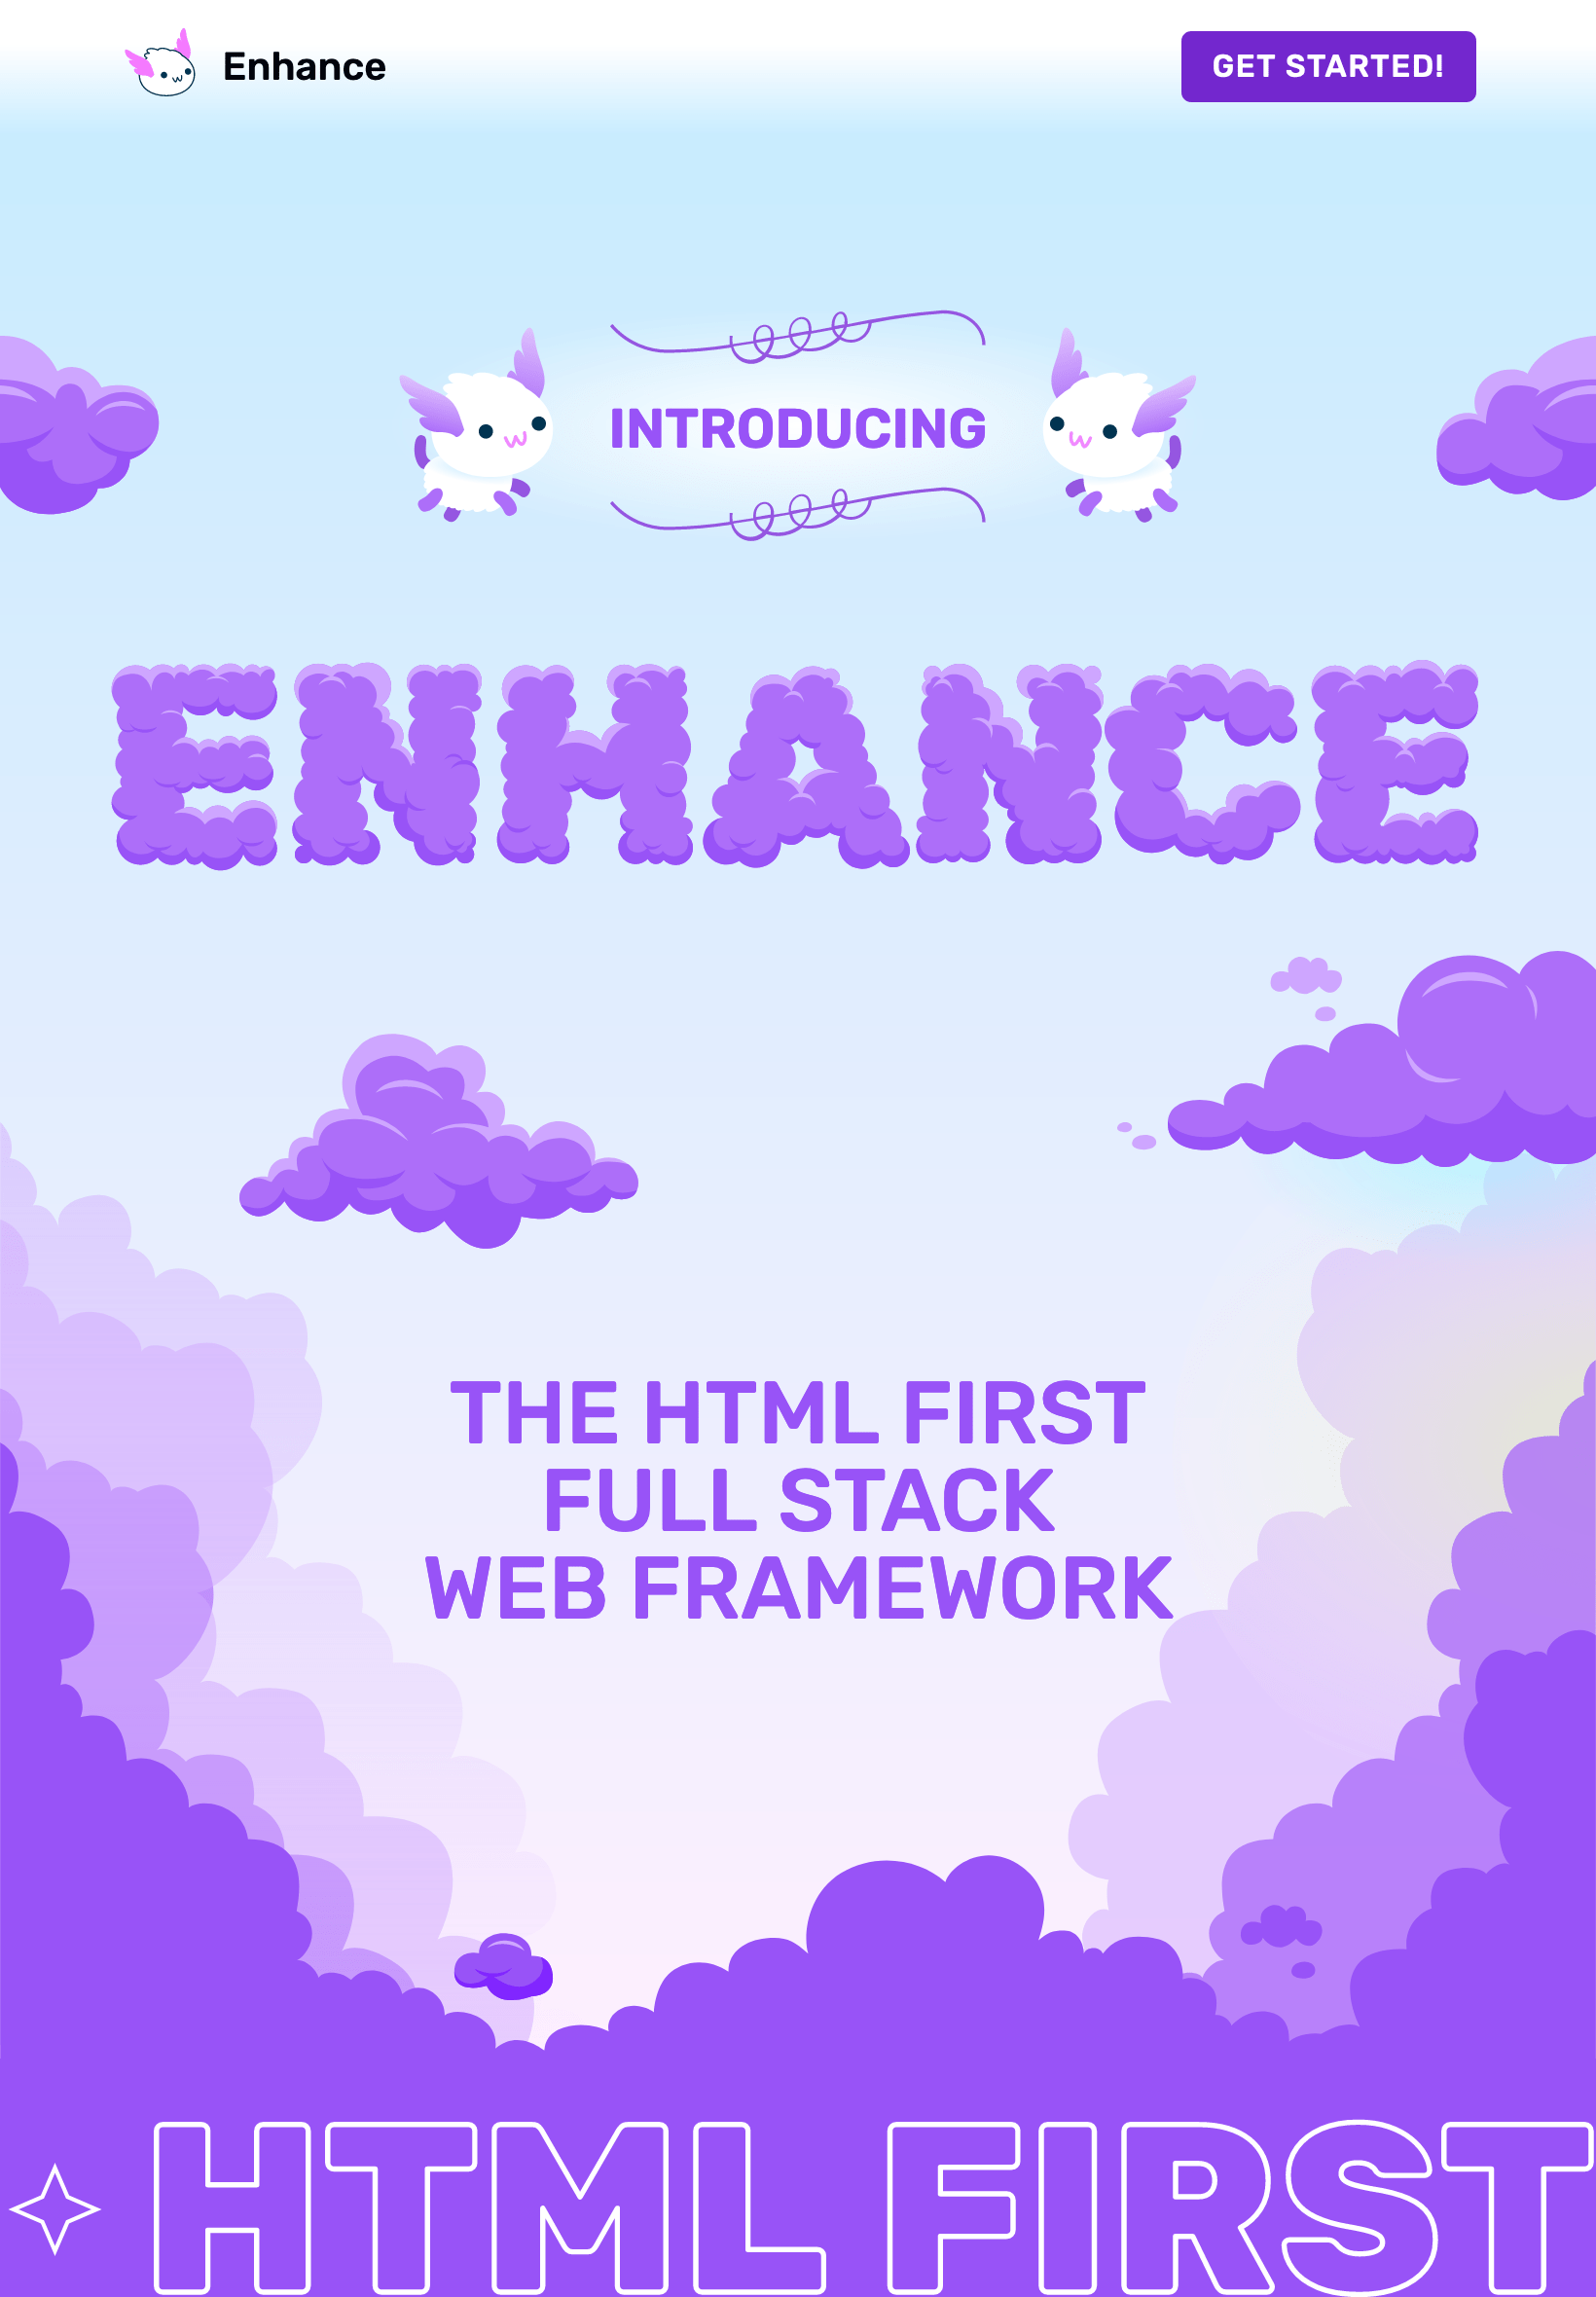 Enhance
GET STARTED!
INTRODUCING
ENHANCE
THE HTML FIRST
FULL STACK
WEB FRAMEWORK
HTML FIRST